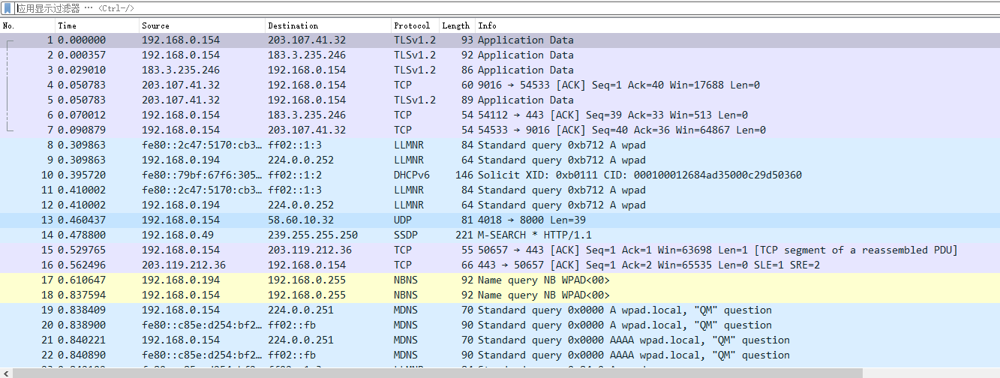 应用显示过滤器 … <Ctrl-/>
No. Time Source Destination Protocol Length Info
1 0.000000 192.168.0.154 203.107.41.32 TLSv1.2 93 Application Data
2 0.000357 192.168.0.154 183.3.235.246 TLSv1.2 92 Application Data
3 0.029010 183.3.235.246 192.168.0.154 TLSv1.2 86 Application Data
4 0.050783 203.107.41.32 192.168.0.154 TCP 60 9016 → 54533 [ACK] Seq=1 Ack=40 Win=17688 Len=0
5 0.050783 203.107.41.32 192.168.0.154 TLSv1.2 89 Application Data
6 0.070012 192.168.0.154 183.3.235.246 TCP 54 54112 → 443 [ACK] Seq=39 Ack=33 Win=513 Len=0
7 0.090879 192.168.0.154 203.107.41.32 TCP 54 54533 → 9016 [ACK] Seq=40 Ack=36 Win=64867 Len=0
8 0.309863 fe80::2c47:5170:cb3… ff02::1:3 LLMNR 84 Standard query 0xb712 A wpad
9 0.309863 192.168.0.194 224.0.0.252 LLMNR 64 Standard query 0xb712 A wpad
10 0.395720 fe80::79bf:67f6:305… ff02::1:2 DHCPv6 146 Solicit XID: 0xb0111 CID: 000100012684ad35000c29d50360
11 0.410002 fe80::2c47:5170:cb3… ff02::1:3 LLMNR 84 Standard query 0xb712 A wpad
12 0.410002 192.168.0.194 224.0.0.252 LLMNR 64 Standard query 0xb712 A wpad
13 0.460437 192.168.0.154 58.60.10.32 UDP 81 4018 → 8000 Len=39
14 0.478800 192.168.0.49 239.255.255.250 SSDP 221 M-SEARCH * HTTP/1.1
15 0.529765 192.168.0.154 203.119.212.36 TCP 55 50657 → 443 [ACK] Seq=1 Ack=1 Win=63698 Len=1 [TCP segment of a reassembled PDU]
16 0.562496 203.119.212.36 192.168.0.154 TCP 66 443 → 50657 [ACK] Seq=1 Ack=2 Win=65535 Len=0 SLE=1 SRE=2
17 0.610647 192.168.0.194 192.168.0.255 NBNS 92 Name query NB WPAD<00>
18 0.837594 192.168.0.154 192.168.0.255 NBNS 92 Name query NB WPAD<00>
19 0.838409 192.168.0.154 224.0.0.251 MDNS 70 Standard query 0x0000 A wpad.local, "QM" question
20 0.838900 fe80::c85e:d254:bf2… ff02::fb MDNS 90 Standard query 0x0000 A wpad.local, "QM" question
21 0.840221 192.168.0.154 224.0.0.251 MDNS 70 Standard query 0x0000 AAAA wpad.local, "QM" question
22 0.840890 fe80::c85e:d254:bf2… ff02::fb MDNS 90 Standard query 0x0000 AAAA wpad.local, "QM" question